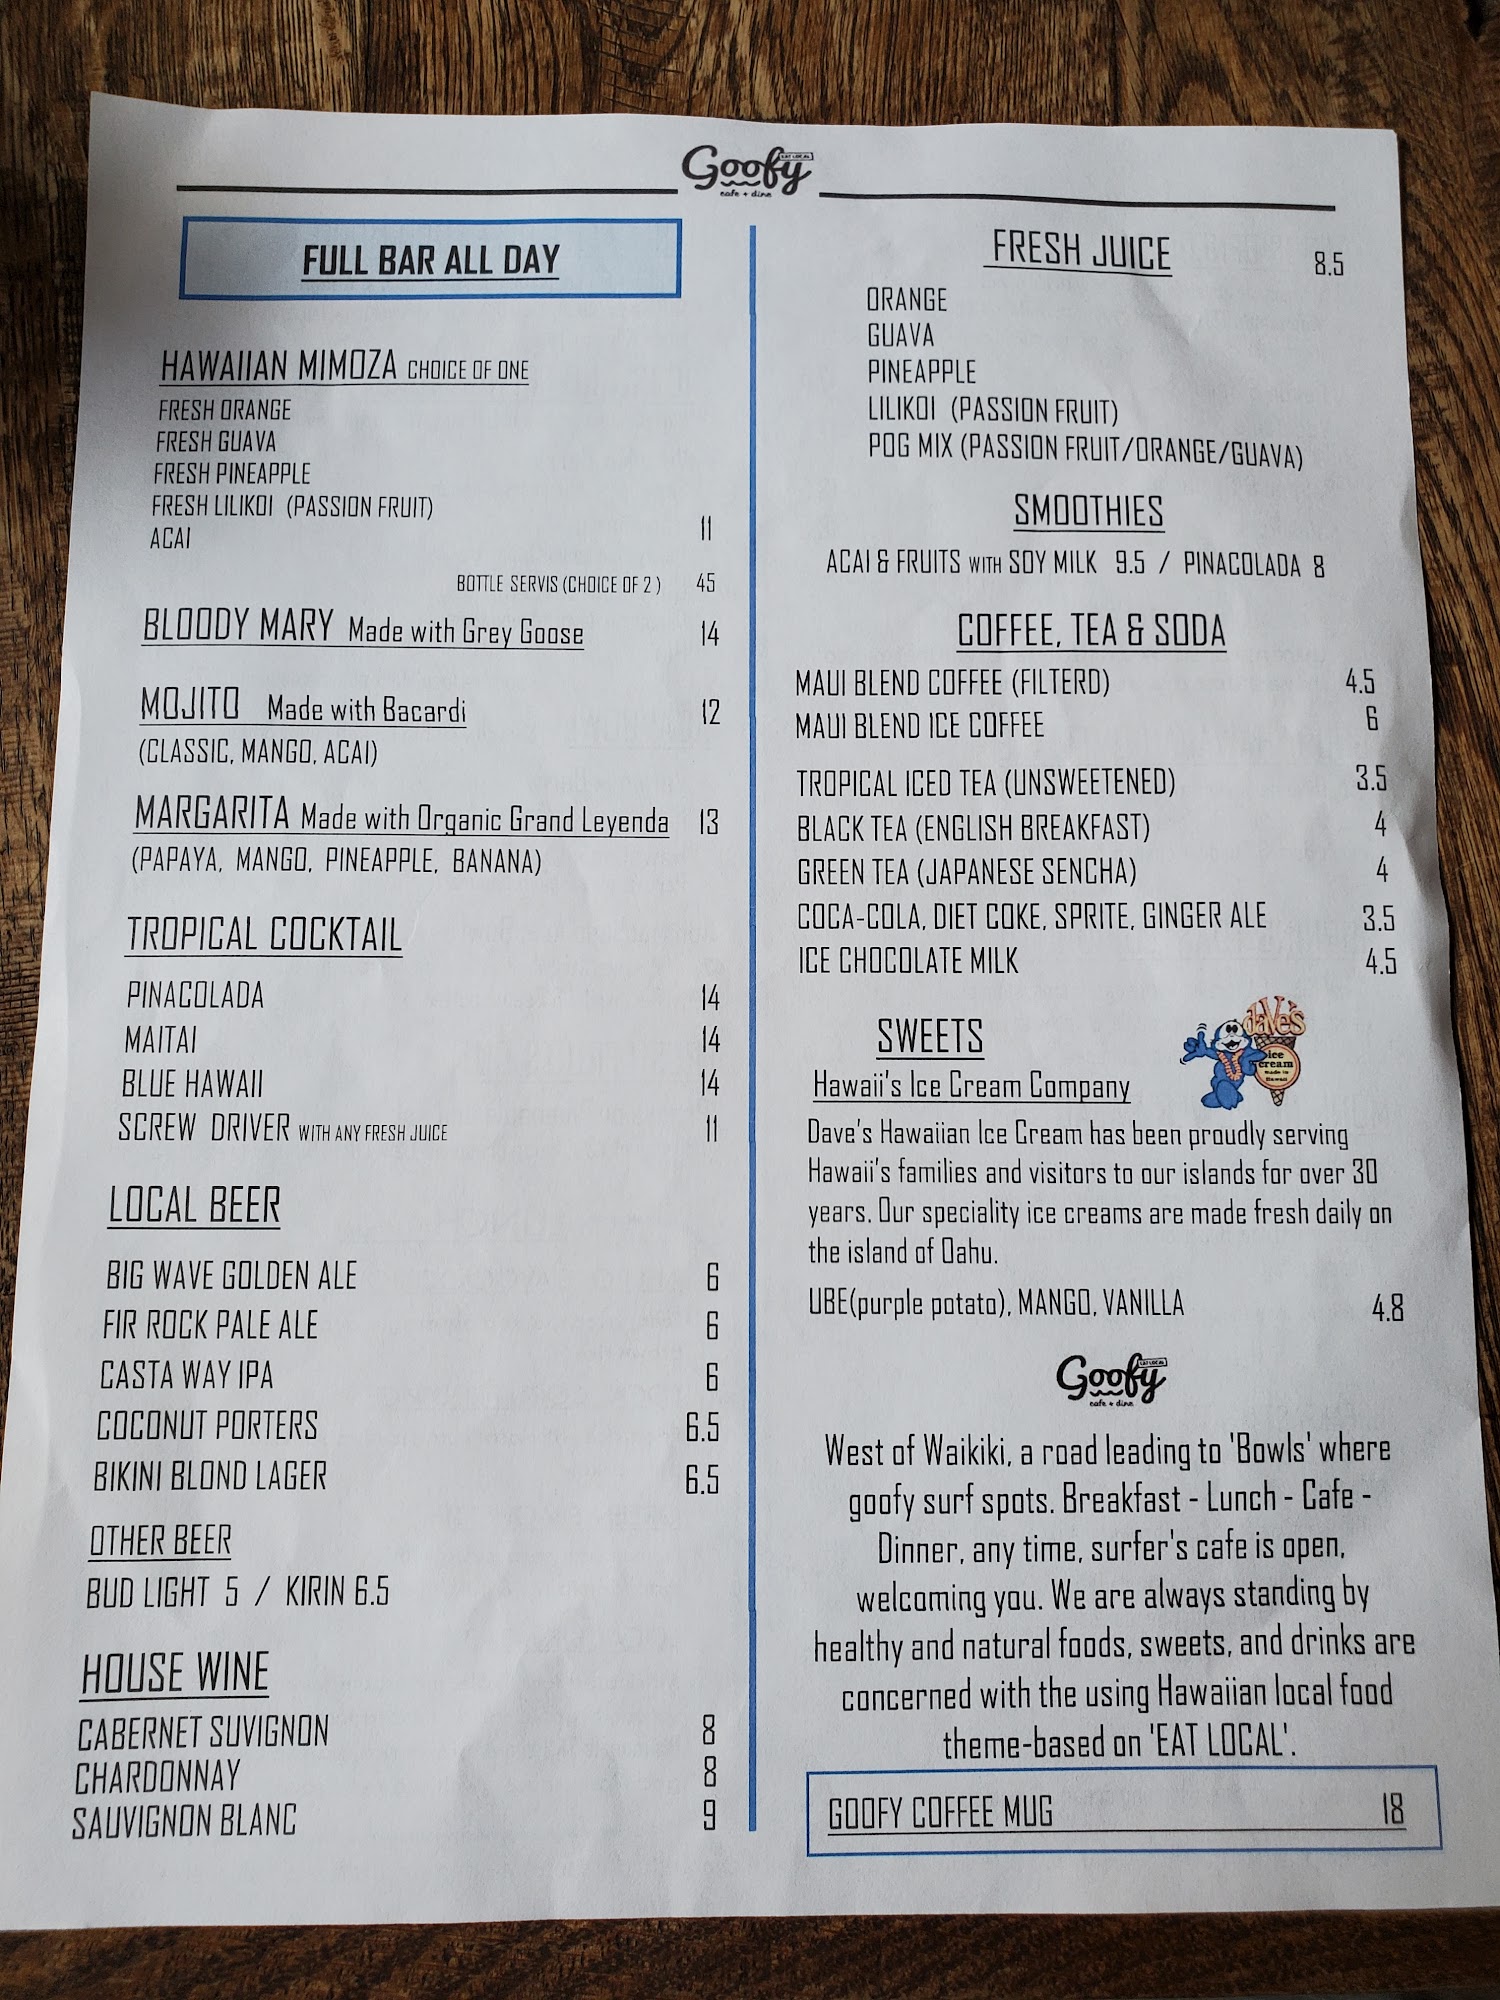 Goofy
EAT LOCAL
cafe + dine
FULL BAR ALL DAY
HAWAIIAN MIMOZA CHOICE OF ONE
FRESH ORANGE
FRESH GUAVA
FRESH PINEAPPLE
FRESH LILIKOI (PASSION FRUIT)
ACAI 11
BOTTLE SERVIS (CHOICE OF 2 ) 45
BLOODY MARY Made with Grey Goose 14
MOJITO Made with Bacardi 12
(CLASSIC, MANGO, ACAI)
MARGARITA Made with Organic Grand Leyenda 13
(PAPAYA, MANGO, PINEAPPLE, BANANA)
TROPICAL COCKTAIL
PINACOLADA 14
MAITAI 14
BLUE HAWAII 14
SCREW DRIVER WITH ANY FRESH JUICE 11
LOCAL BEER
BIG WAVE GOLDEN ALE 6
FIR ROCK PALE ALE 6
CASTA WAY IPA 6
COCONUT PORTERS 6.5
BIKINI BLOND LAGER 6.5
OTHER BEER
BUD LIGHT 5 / KIRIN 6.5
HOUSE WINE
CABERNET SUVIGNON 8
CHARDONNAY 8
SAUVIGNON BLANC 9
FRESH JUICE 8.5
ORANGE
GUAVA
PINEAPPLE
LILIKOI (PASSION FRUIT)
POG MIX (PASSION FRUIT/ORANGE/GUAVA)
SMOOTHIES
ACAI & FRUITS WITH SOY MILK 9.5 / PINACOLADA 8
COFFEE, TEA & SODA
MAUI BLEND COFFEE (FILTERD) 4.5
MAUI BLEND ICE COFFEE 6
TROPICAL ICED TEA (UNSWEETENED) 3.5
BLACK TEA (ENGLISH BREAKFAST) 4
GREEN TEA (JAPANESE SENCHA) 4
COCA-COLA, DIET COKE, SPRITE, GINGER ALE 3.5
ICE CHOCOLATE MILK 4.5
SWEETS
dave's
ice
cream
made in
Hawaii
Hawaii's Ice Cream Company
Dave's Hawaiian Ice Cream has been proudly serving
Hawaii's families and visitors to our islands for over 30
years. Our speciality ice creams are made fresh daily on
the island of Oahu.
UBE(purple potato), MANGO, VANILLA 4.8
Goofy
EAT LOCAL
cafe + dine
West of Waikiki, a road leading to 'Bowls' where
goofy surf spots. Breakfast - Lunch - Cafe -
Dinner, any time, surfer's cafe is open,
welcoming you. We are always standing by
healthy and natural foods, sweets, and drinks are
concerned with the using Hawaiian local food
theme-based on 'EAT LOCAL'.
GOOFY COFFEE MUG 18